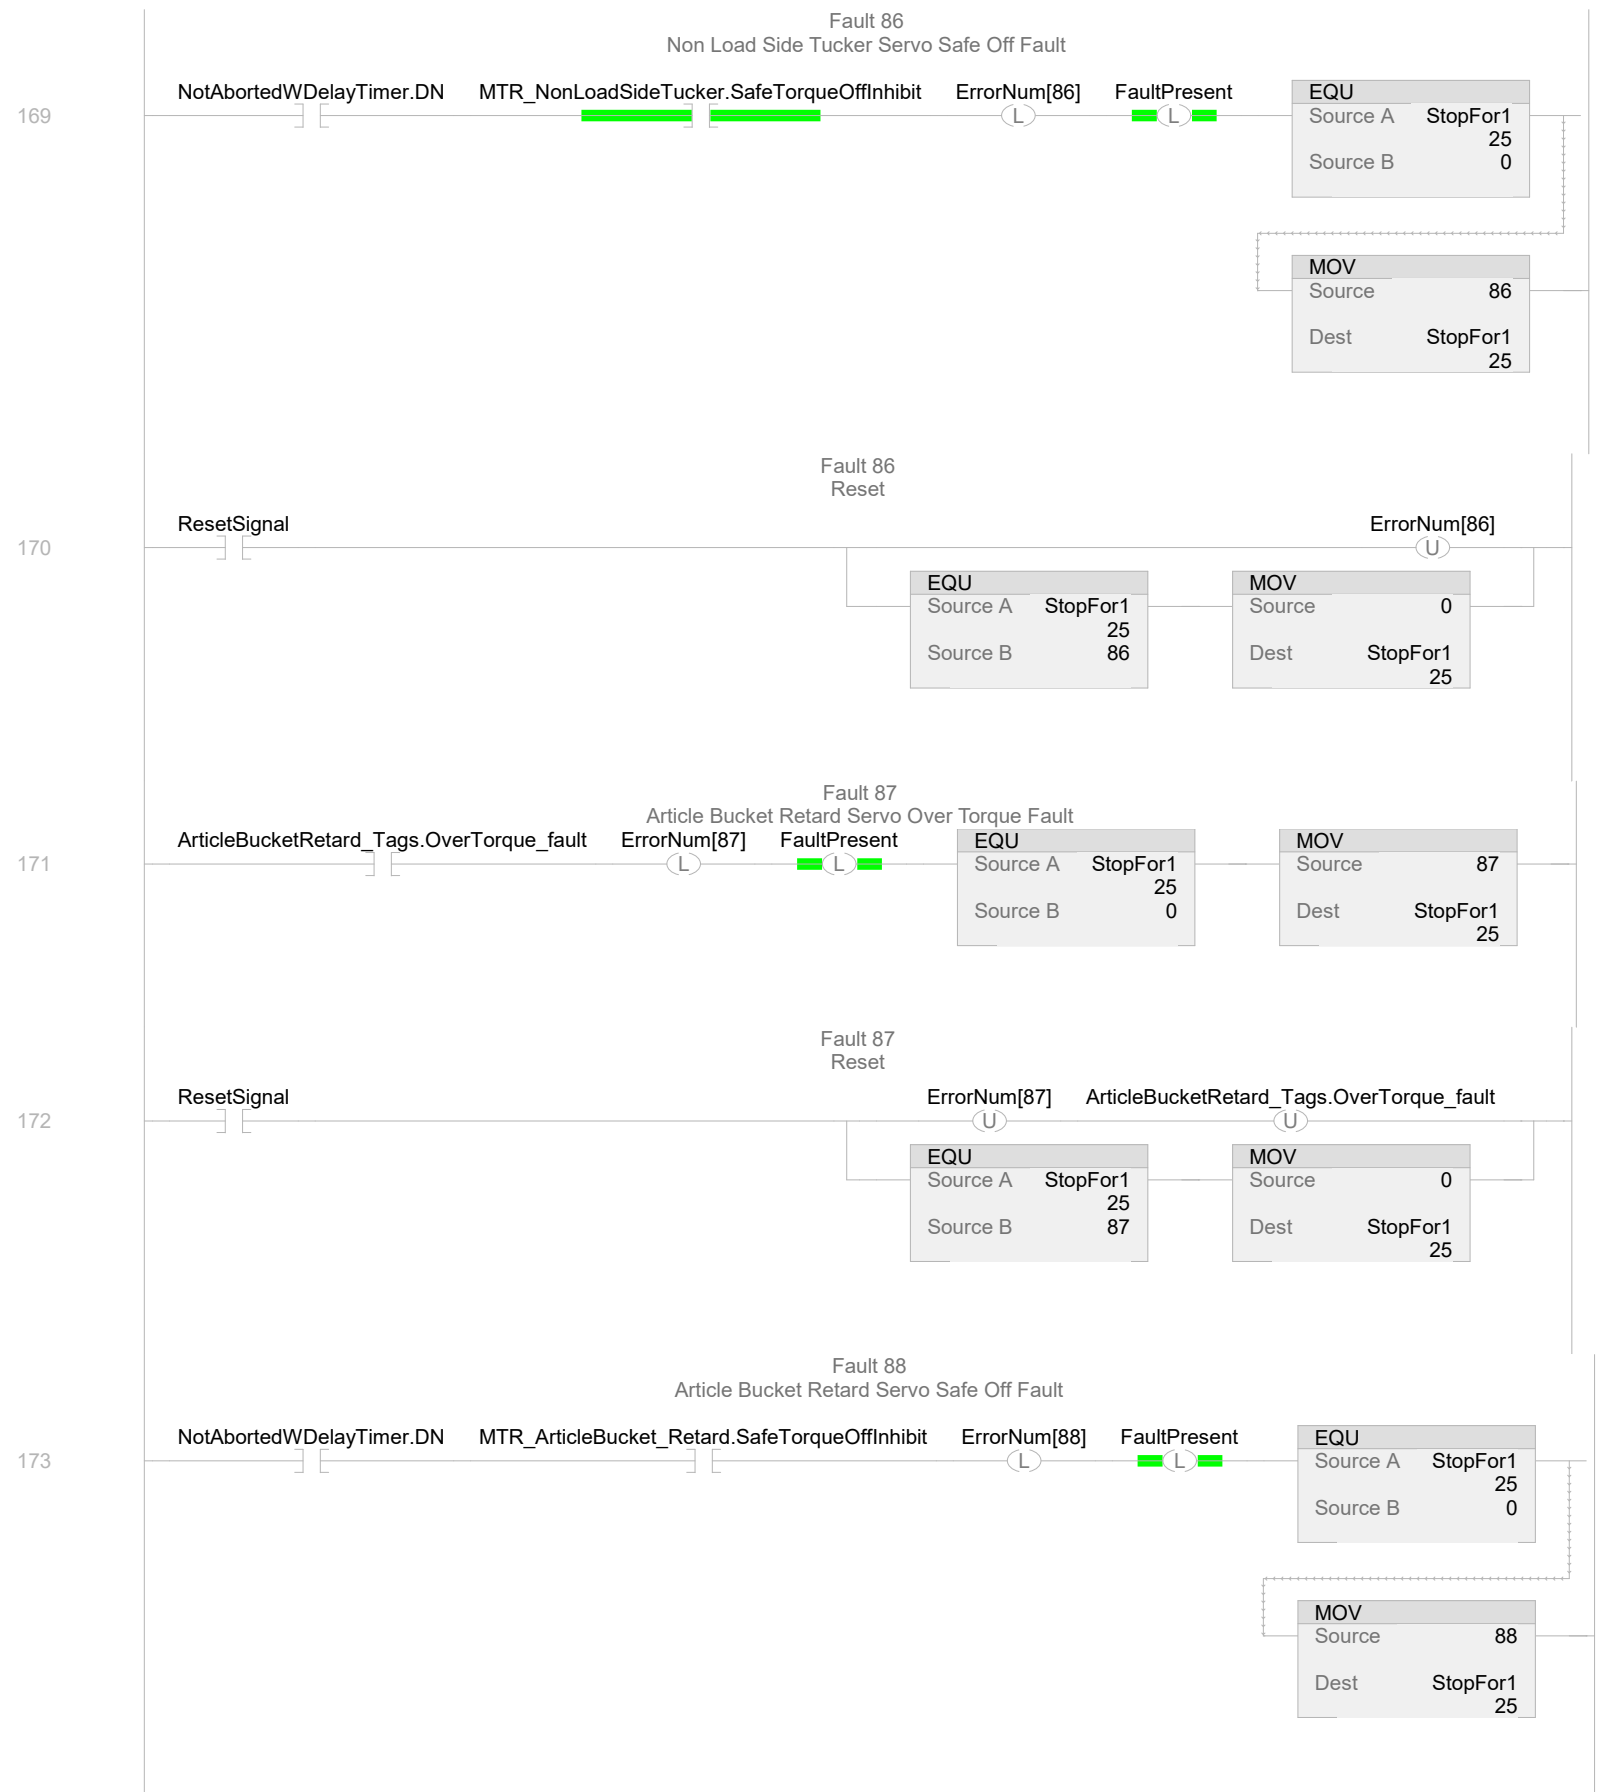 Fault 86
Non Load Side Tucker Servo Safe Off Fault
NotAbortedWDelayTimer.DN MTR_NonLoadSideTucker.SafeTorqueOffInhibit ErrorNum[86] FaultPresent EQU
169 L L Source A StopFor1
25
Source B 0
MOV
Source 86
Dest StopFor1
25
Fault 86
Reset
ResetSignal ErrorNum[86]
170 U
EQU MOV
Source A StopFor1 Source 0
25
Source B 86 Dest StopFor1
25
Fault 87
Article Bucket Retard Servo Over Torque Fault
ArticleBucketRetard_Tags.OverTorque_fault ErrorNum[87] FaultPresent EQU MOV
171 L L Source A StopFor1 Source 87
25
Source B 0 Dest StopFor1
25
Fault 87
Reset
ResetSignal ErrorNum[87] ArticleBucketRetard_Tags.OverTorque_fault
172 U U
EQU MOV
Source A StopFor1 Source 0
25
Source B 87 Dest StopFor1
25
Fault 88
Article Bucket Retard Servo Safe Off Fault
NotAbortedWDelayTimer.DN MTR_ArticleBucket_Retard.SafeTorqueOffInhibit ErrorNum[88] FaultPresent EQU
173 L L Source A StopFor1
25
Source B 0
MOV
Source 88
Dest StopFor1
25